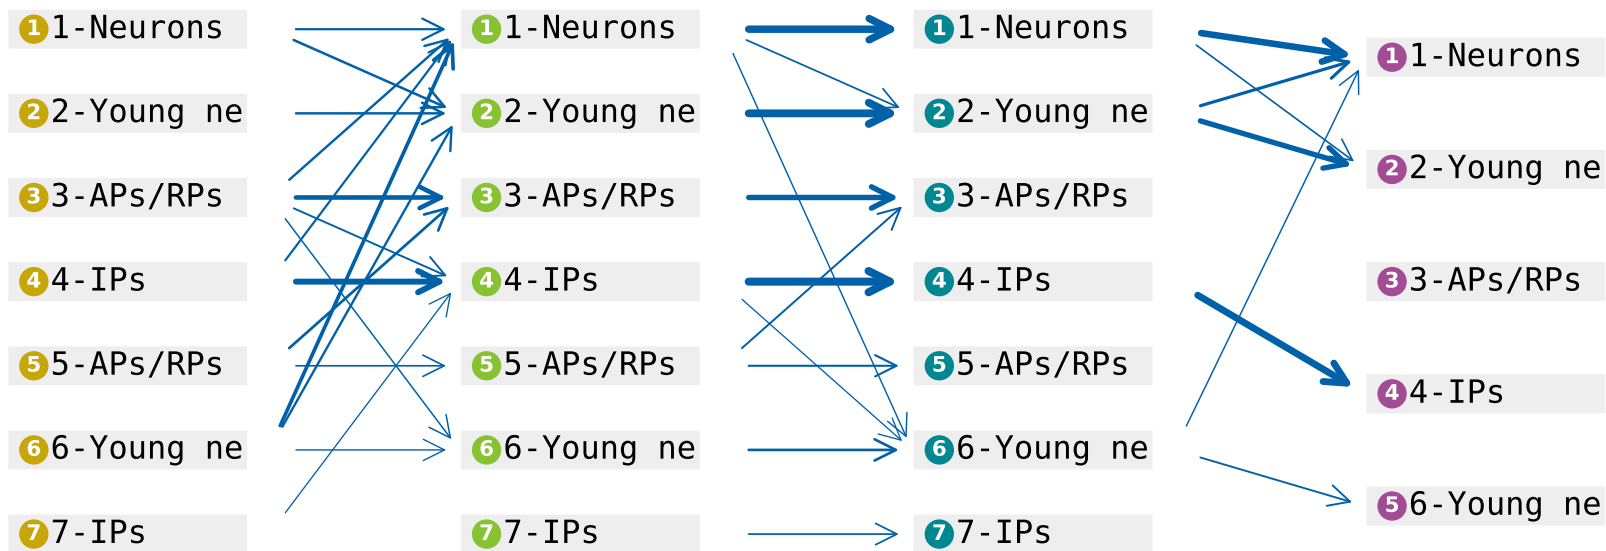 1 1-Neurons
2 2-Young ne
3 3-APs/RPs
4 4-IPs
5 5-APs/RPs
6 6-Young ne
7 7-IPs
1 1-Neurons
2 2-Young ne
3 3-APs/RPs
4 4-IPs
5 5-APs/RPs
6 6-Young ne
7 7-IPs
1 1-Neurons
2 2-Young ne
3 3-APs/RPs
4 4-IPs
5 5-APs/RPs
6 6-Young ne
7 7-IPs
1 1-Neurons
2 2-Young ne
3 3-APs/RPs
4 4-IPs
5 6-Young ne